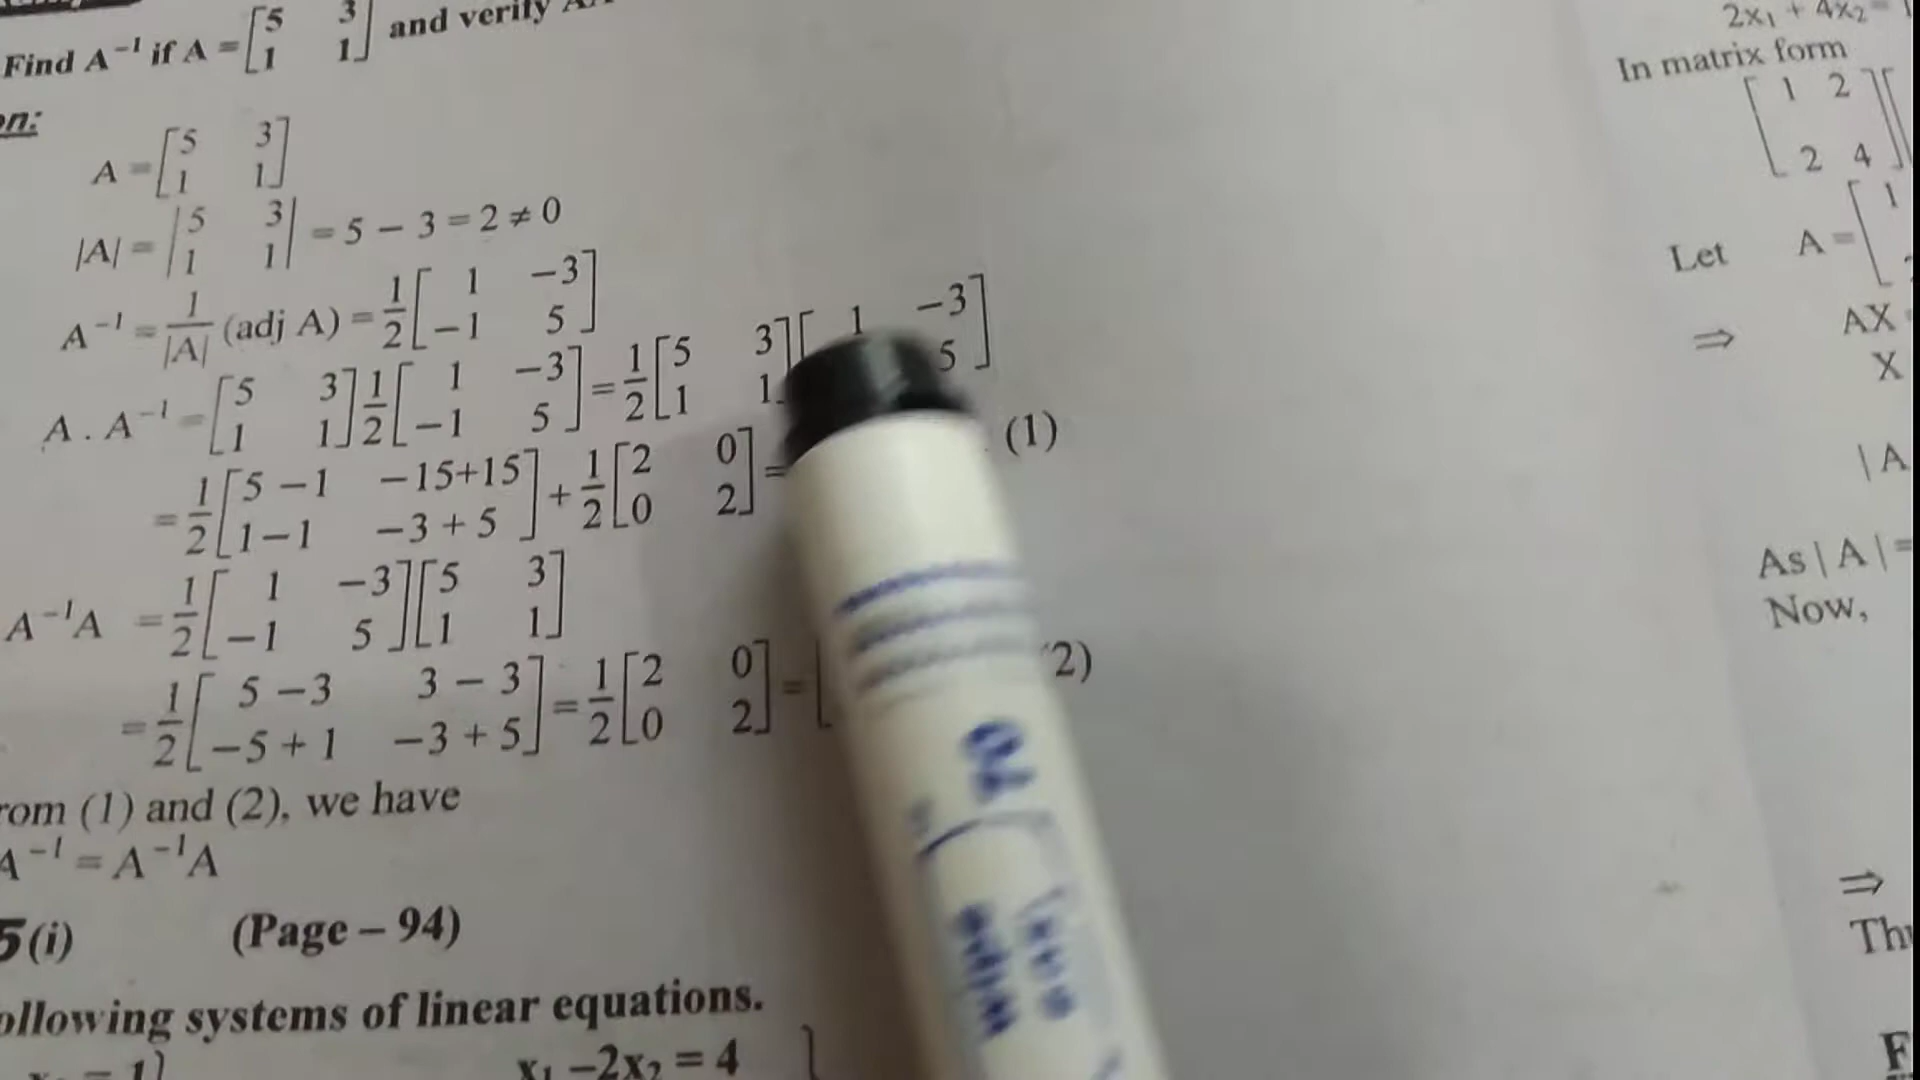 Find A⁻¹ if A = [5 3; 1 1] and verify
on:
A = [5 3; 1 1]
|A| = |5 3; 1 1| = 5 − 3 = 2 ≠ 0
A⁻¹ = 1/|A| (adj A) = 1/2 [1 −3; −1 5]
A . A⁻¹ = [5 3; 1 1] 1/2 [1 −3; −1 5] = 1/2 [5 3; 1 1] [1 −3; 5]
= 1/2 [5 − 1 −15+15; 1 − 1 −3 + 5] + 1/2 [2 0; 0 2] = (1)
A⁻¹A = 1/2 [1 −3; −1 5] [5 3; 1 1]
= 1/2 [5 − 3 3 − 3; −5 + 1 −3 + 5] = 1/2 [2 0; 0 2] = [ 2)
rom (1) and (2), we have
A⁻¹ = A⁻¹A
5(i) (Page – 94)
ollowing systems of linear equations.
x₁ −2x₂ = 4
2x₁ + 4x₂ =
In matrix form
[1 2; 2 4] [
Let A = [1
⇒ AX
X
|A
As |A| =
Now,
⇒